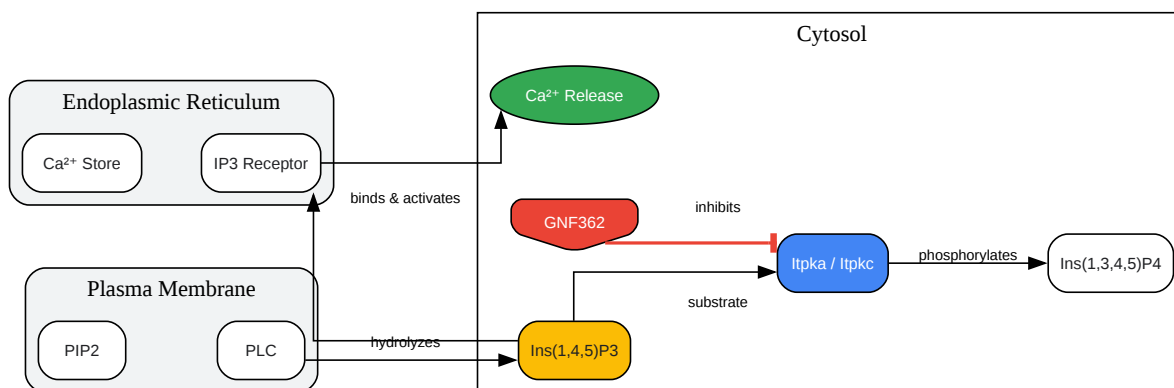 Cytosol
Endoplasmic Reticulum
Ca²⁺ Release
Ca²⁺ Store
IP3 Receptor
binds & activates
GNF362
inhibits
Itpka / Itpkc
phosphorylates
Ins(1,3,4,5)P4
Plasma Membrane
substrate
PIP2
PLC
hydrolyzes
Ins(1,4,5)P3